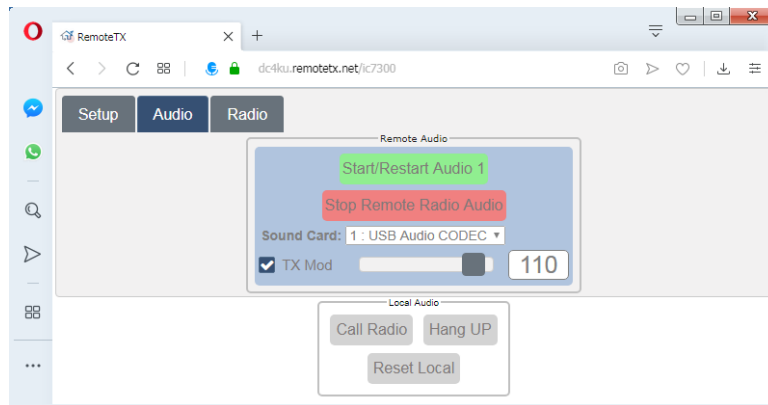 RemoteTX
dc4ku.remotetx.net/ic7300
Setup Audio Radio
Remote Audio
Start/Restart Audio 1
Stop Remote Radio Audio
Sound Card: 1 : USB Audio CODEC
TX Mod 110
Local Audio
Call Radio Hang UP
Reset Local